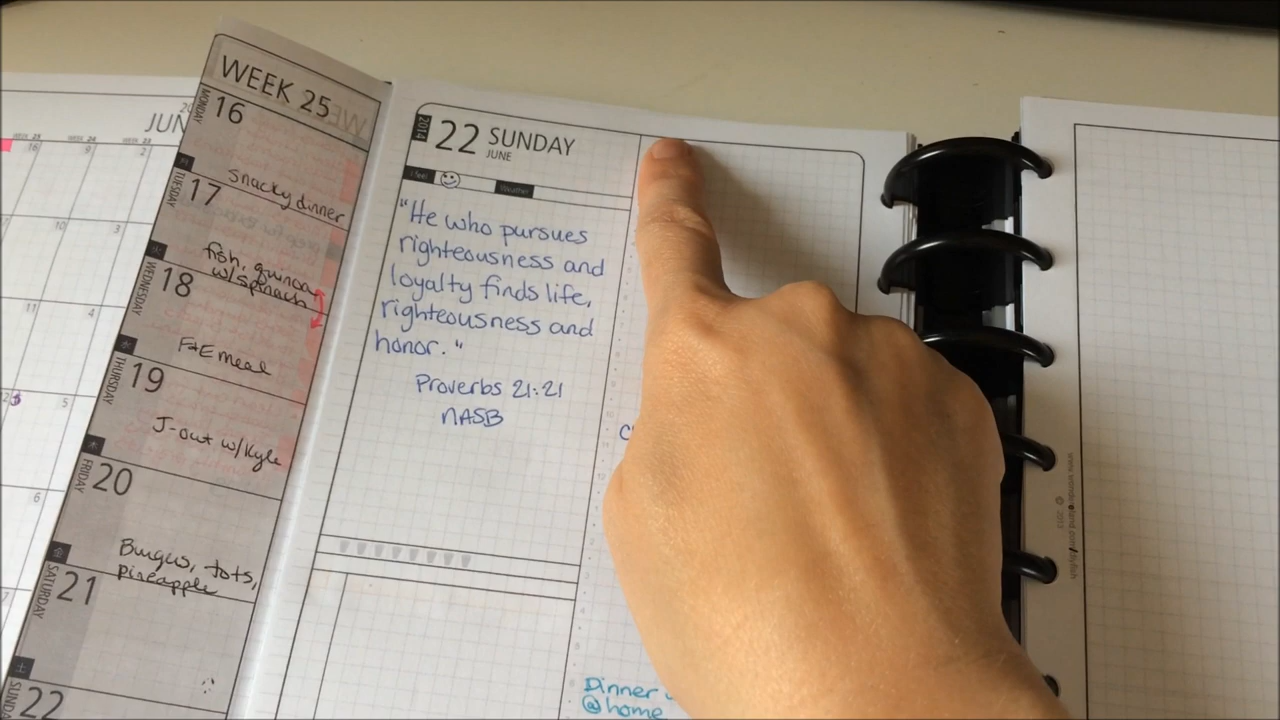 JUN
WEEK 25
MONDAY
16
Snacky dinner
TUESDAY
17
fish, quinoa
w/spinach
WEDNESDAY
18
F+E meal
THURSDAY
19
J-out w/Kyle
FRIDAY
20
Burgers, tots,
pineapple
SATURDAY
21
22
2014
22 SUNDAY
JUNE
I feel
Weather
"He who pursues
righteousness and
loyalty finds life,
righteousness and
honor."
Proverbs 21:21
NASB
Dinner
@home
© 2013